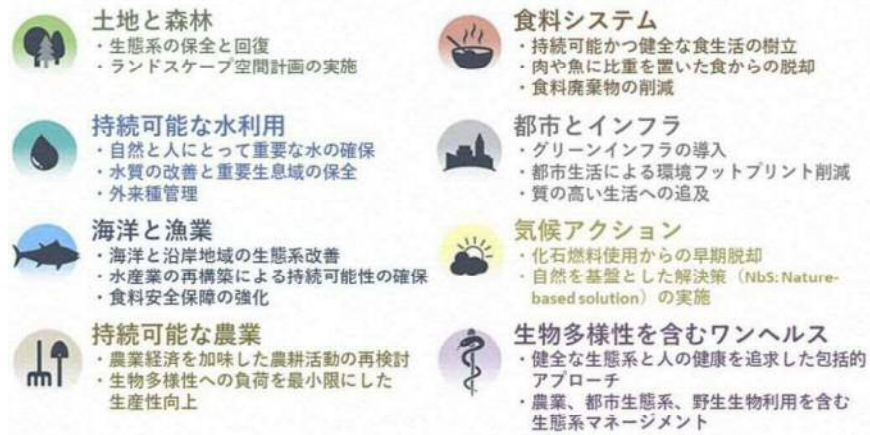 土地と森林
・生態系の保全と回復
・ランドスケープ空間計画の実施
持続可能な水利用
・自然と人にとって重要な水の確保
・水質の改善と重要生息域の保全
・外来種管理
海洋と漁業
・海洋と沿岸地域の生態系改善
・水産業の再構築による持続可能性の確保
・食料安全保障の強化
持続可能な農業
・農業経済を加味した農耕活動の再検討
・生物多様性への負荷を最小限にした
生産性向上
食料システム
・持続可能かつ健全な食生活の樹立
・肉や魚に比重を置いた食からの脱却
・食料廃棄物の削減
都市とインフラ
・グリーンインフラの導入
・都市生活による環境フットプリント削減
・質の高い生活への追及
気候アクション
・化石燃料使用からの早期脱却
・自然を基盤とした解決策（NbS: Nature-
based solution）の実施
生物多様性を含むワンヘルス
・健全な生態系と人の健康を追求した包括的
アプローチ
・農業、都市生態系、野生生物利用を含む
生態系マネージメント